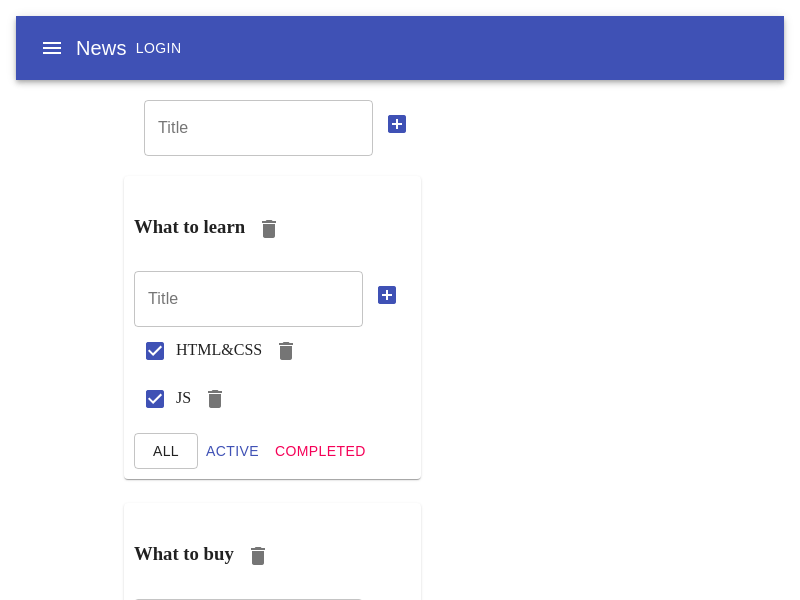 News LOGIN
Title
What to learn
Title
HTML&CSS
JS
ALL ACTIVE COMPLETED
What to buy